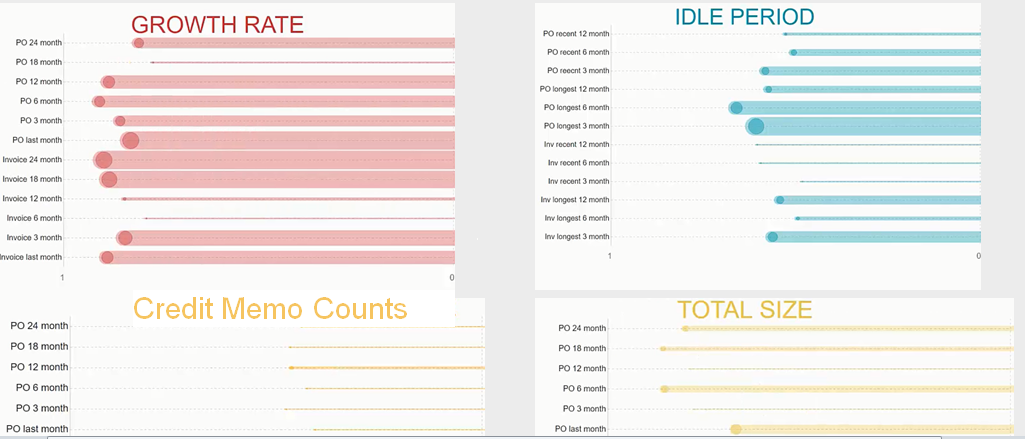 GROWTH RATE
PO 24 month
PO 18 month
PO 12 month
PO 6 month
PO 3 month
PO last month
Invoice 24 month
Invoice 18 month
Invoice 12 month
Invoice 6 month
Invoice 3 month
Invoice last month
1
0
IDLE PERIOD
PO recent 12 month
PO recent 6 month
PO reecnt 3 month
PO longest 12 month
PO longest 6 month
PO longest 3 month
Inv recent 12 month
Inv recent 6 month
Inv recent 3 month
Inv longest 12 month
Inv longest 6 month
Inv longest 3 month
1
0
Credit Memo Counts
PO 24 month
PO 18 month
PO 12 month
PO 6 month
PO 3 month
PO last month
TOTAL SIZE
PO 24 month
PO 18 month
PO 12 month
PO 6 month
PO 3 month
PO last month